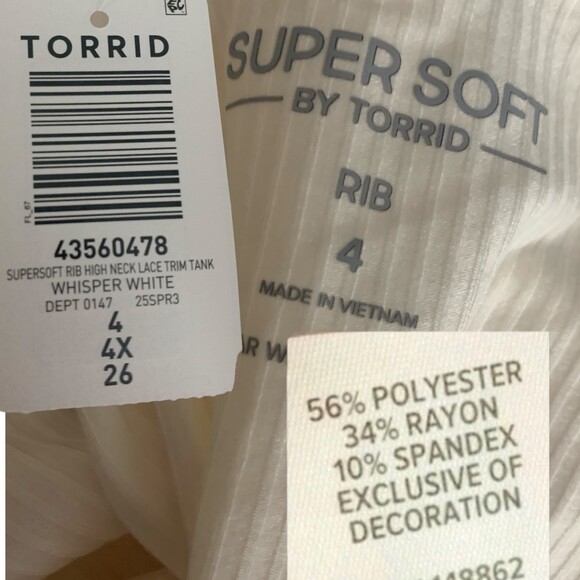 TORRID
FL_67
43560478
SUPERSOFT RIB HIGH NECK LACE TRIM TANK
WHISPER WHITE
DEPT 0147 25SPR3
4
4X
26
SUPER SOFT
BY TORRID
RIB
4
MADE IN VIETNAM
56% POLYESTER
34% RAYON
10% SPANDEX
EXCLUSIVE OF
DECORATION